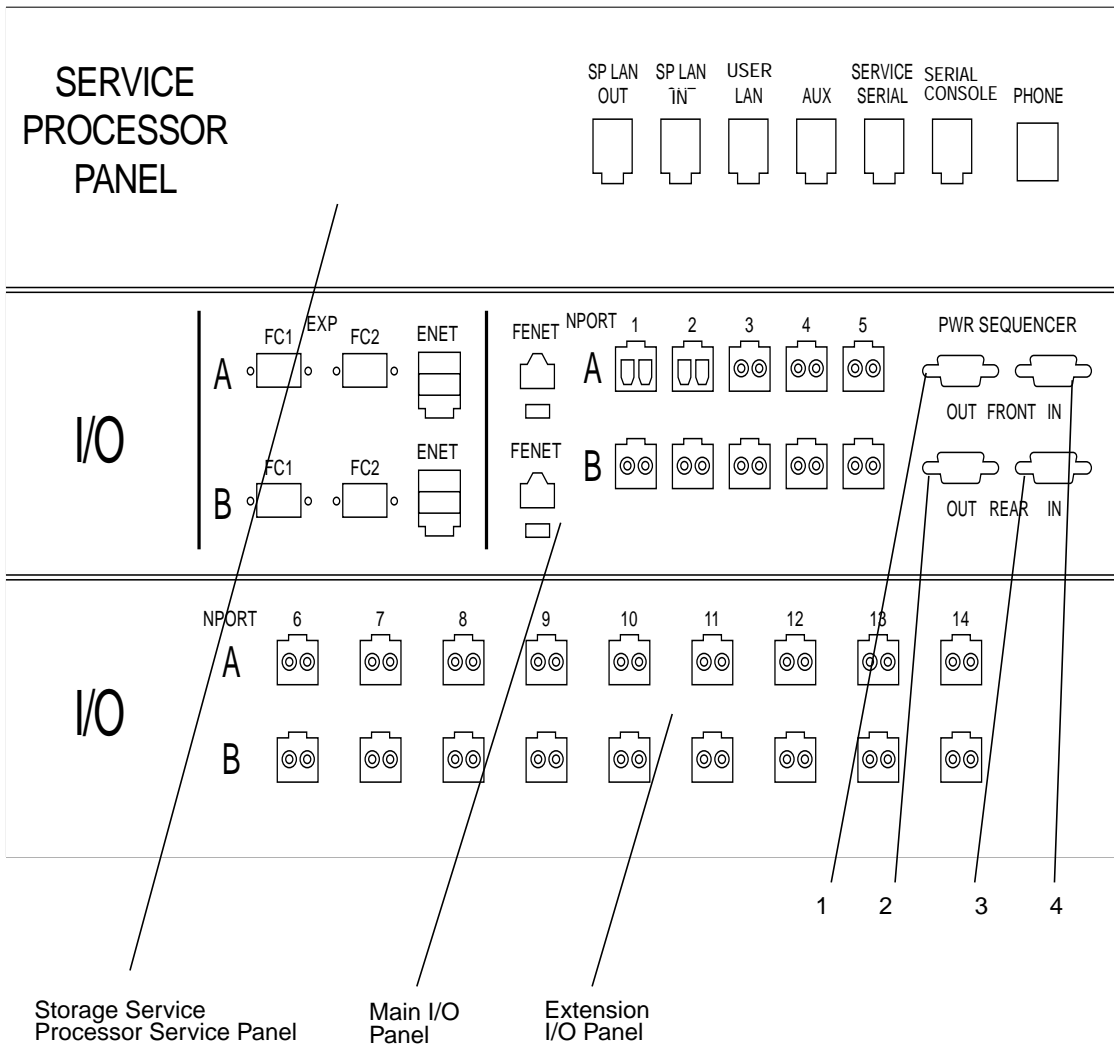 SERVICE
PROCESSOR
PANEL
SP LAN
OUT
SP LAN
IN
USER
LAN
AUX
SERVICE
SERIAL
SERIAL
CONSOLE
PHONE
I/O
EXP
A
FC1
FC2
ENET
B
FC1
FC2
ENET
FENET
FENET
NPORT 1 2 3 4 5
A
B
PWR SEQUENCER
OUT FRONT IN
OUT REAR IN
I/O
NPORT 6 7 8 9 10 11 12 13 14
A
B
1 2 3 4
Storage Service
Processor Service Panel
Main I/O
Panel
Extension
I/O Panel